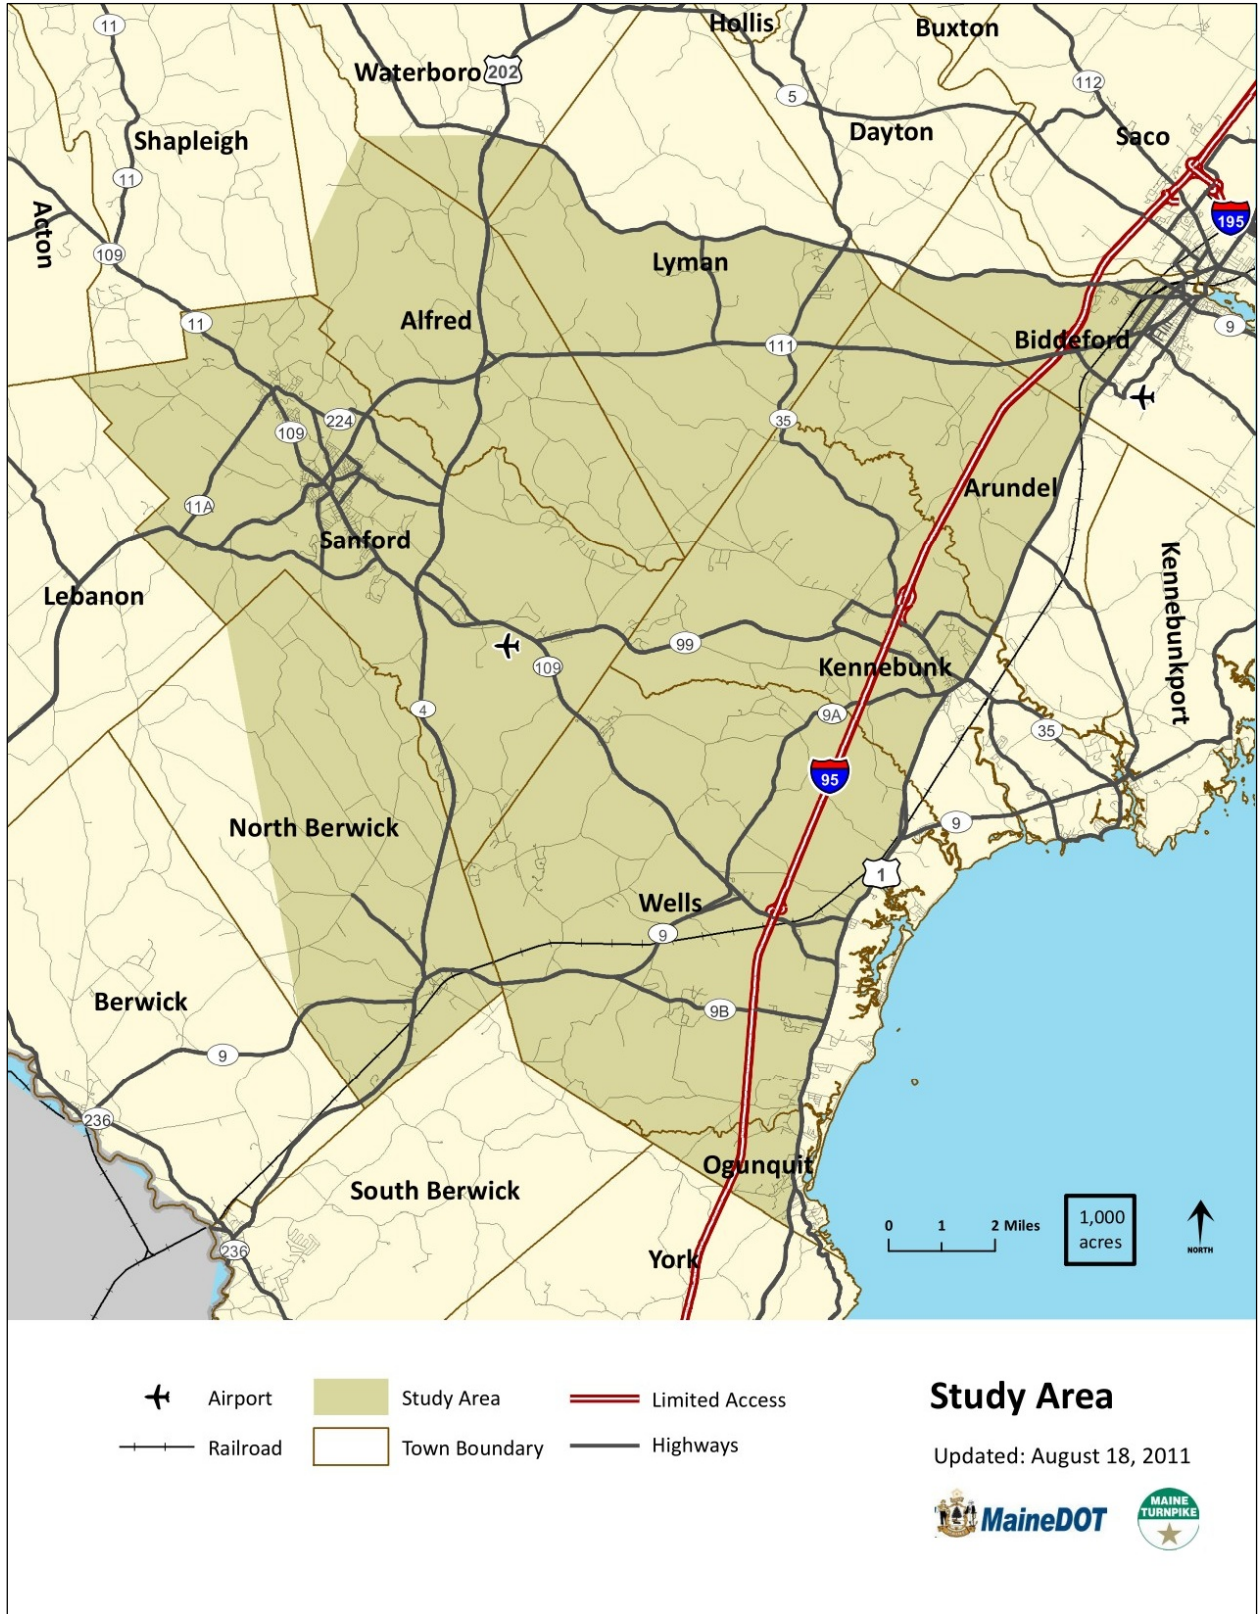 11
Hollis
Buxton
Waterboro
202
112
5
Shapleigh
Dayton
Saco
11
Acton
195
109
Lyman
11
Alfred
9
111
Biddeford
224
35
109
11A
Arundel
Sanford
Lebanon
Kennebunkport
99
109
Kennebunk
4
9A
35
95
North Berwick
9
1
Wells
9
Berwick
9B
9
236
Ogunquit
South Berwick
0 1 2 Miles
1,000
acres
NORTH
236
York
Airport
Study Area
Limited Access
Railroad
Town Boundary
Highways
Study Area
Updated: August 18, 2011
MaineDOT
MAINE
TURNPIKE